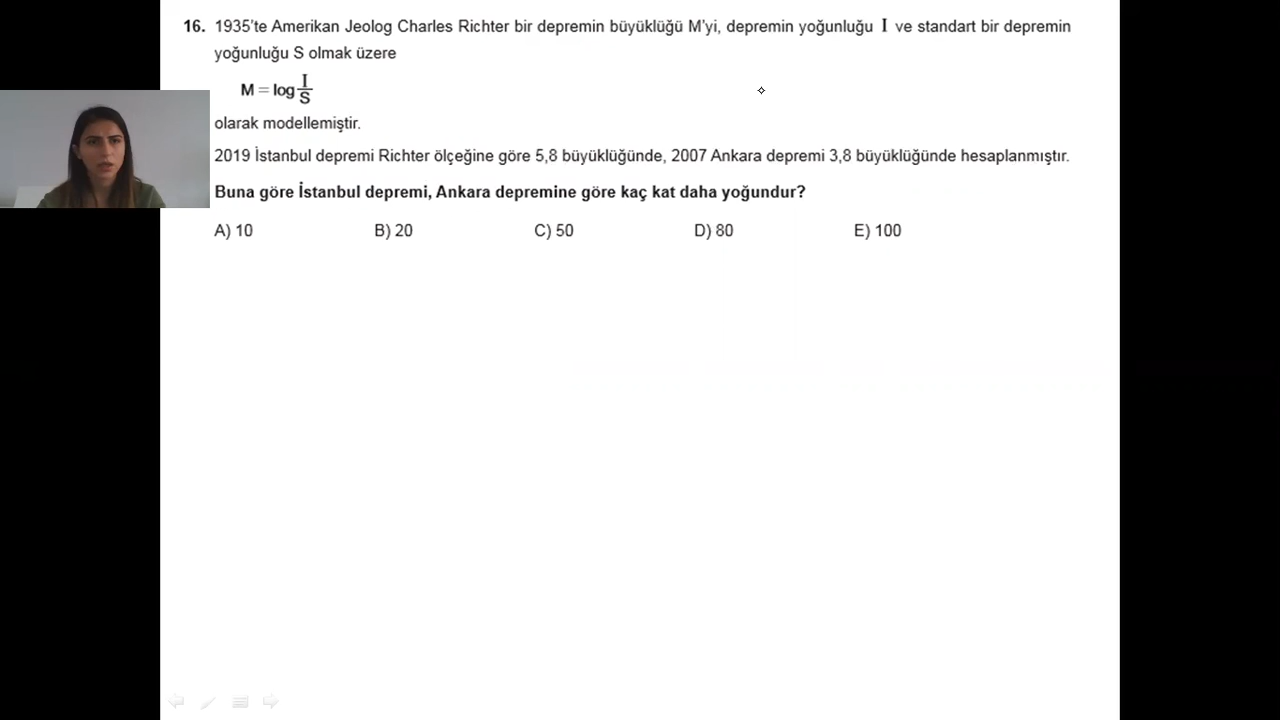 16. 1935'te Amerikan Jeolog Charles Richter bir depremin büyüklüğü M'yi, depremin yoğunluğu I ve standart bir depremin
yoğunluğu S olmak üzere
M = log I/S
olarak modellemiştir.
2019 İstanbul depremi Richter ölçeğine göre 5,8 büyüklüğünde, 2007 Ankara depremi 3,8 büyüklüğünde hesaplanmıştır.
Buna göre İstanbul depremi, Ankara depremine göre kaç kat daha yoğundur?
A) 10 B) 20 C) 50 D) 80 E) 100